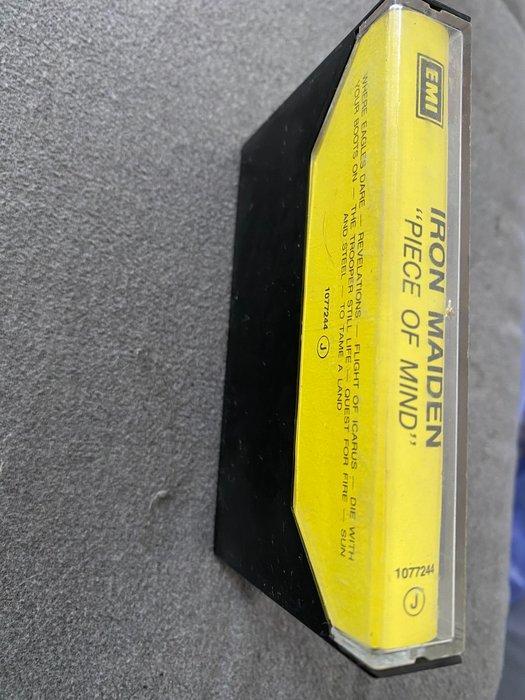 EMI
IRON MAIDEN
"PIECE OF MIND"
1077244 J
WHERE EAGLES DARE — REVELATIONS — FLIGHT OF ICARUS — DIE WITH
YOUR BOOTS ON — THE TROOPER STILL LIFE — QUEST FOR FIRE — SUN
AND STEEL — TO TAME A LAND
1077244 J